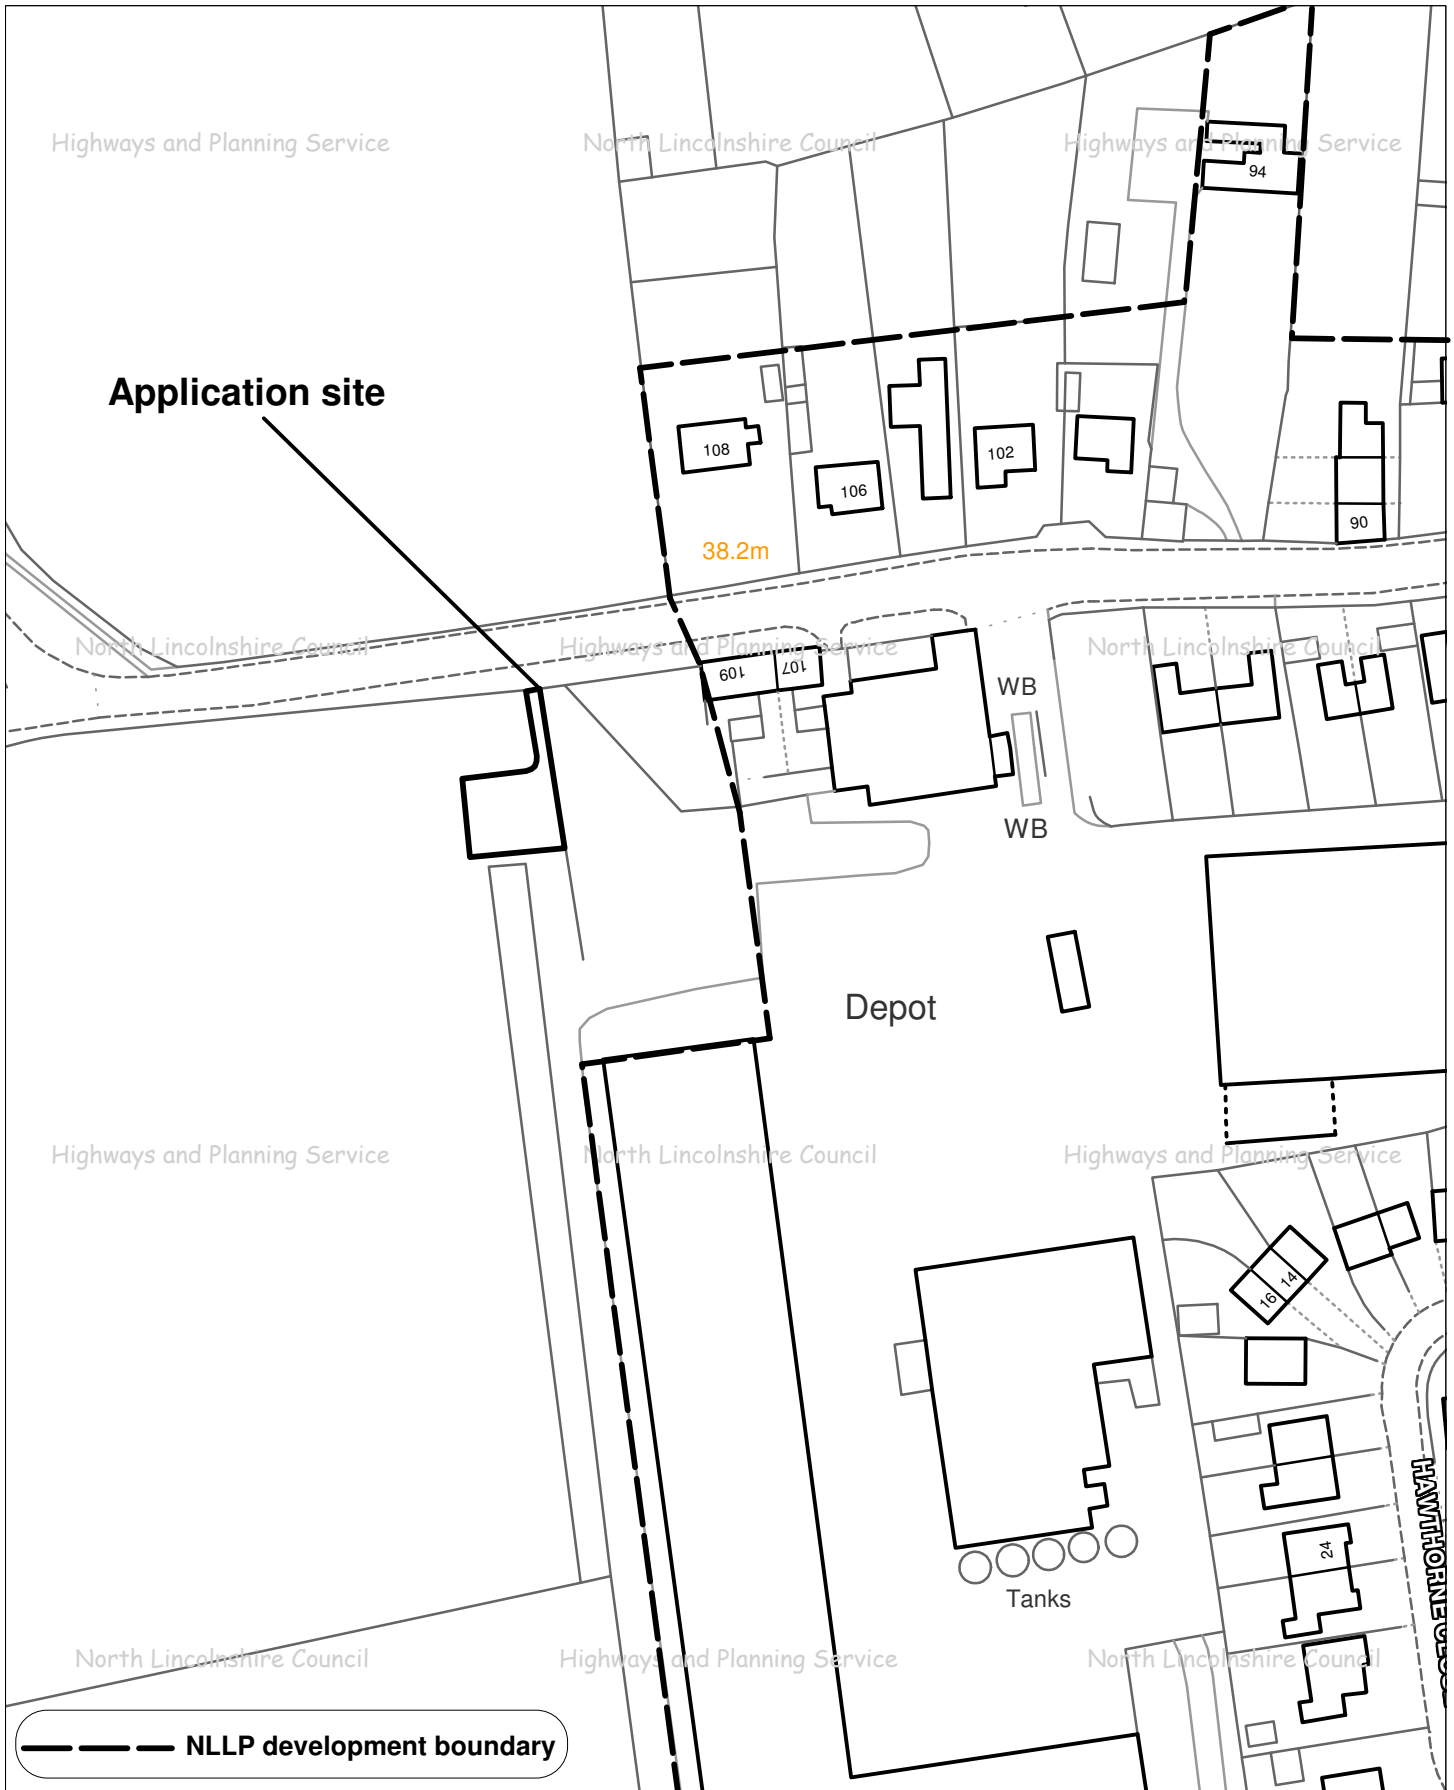 Highways and Planning Service
North Lincolnshire Council
Highways and Planning Service
94
Application site
108
106
102
90
38.2m
North Lincolnshire Council
Highways and Planning Service
North Lincolnshire Council
109
107
WB
WB
Depot
Highways and Planning Service
North Lincolnshire Council
Highways and Planning Service
14
16
24
HAWTHORNE
Tanks
North Lincolnshire Council
Highways and Planning Service
North Lincolnshire Council
NLLP development boundary